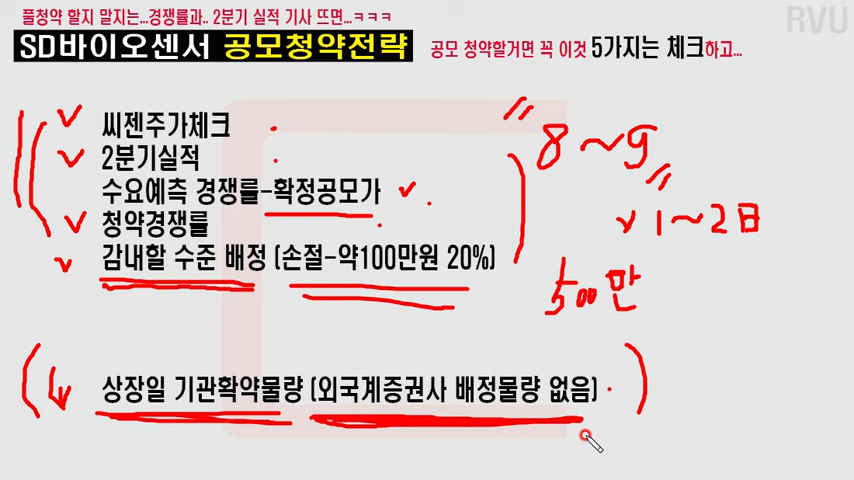 풀청약 할지 말지는...경쟁률과.. 2분기 실적 기사 뜨면...ㅋㅋㅋ
RVU
SD바이오센서 공모청약전략 공모 청약할거면 꼭 이것 5가지는 체크하고...
씨젠주가체크
2분기실적
수요예측 경쟁률-확정공모가
청약경쟁률
감내할 수준 배정 (손절-약100만원 20%)
8~9
1~2日
500만
상장일 기관확약물량 (외국계증권사 배정물량 없음)